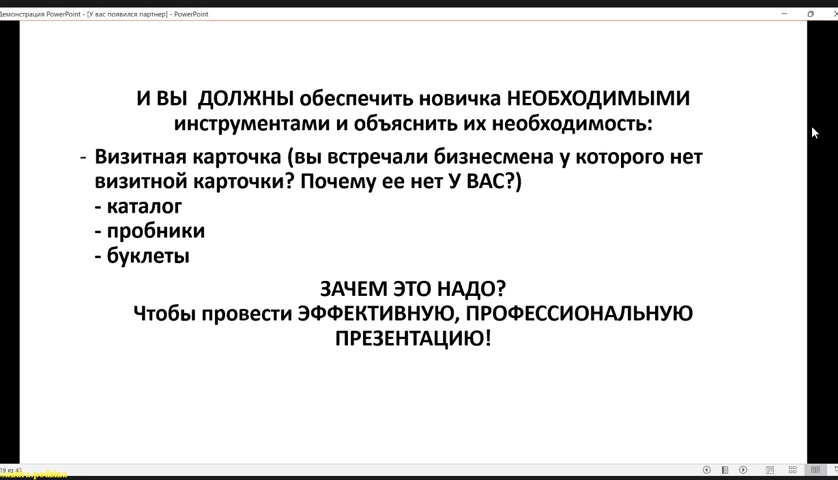 Демонстрация PowerPoint - [У вас появился партнер] - PowerPoint
И ВЫ ДОЛЖНЫ обеспечить новичка НЕОБХОДИМЫМИ
инструментами и объяснить их необходимость:
- Визитная карточка (вы встречали бизнесмена у которого нет
визитной карточки? Почему ее нет У ВАС?)
- каталог
- пробники
- буклеты
ЗАЧЕМ ЭТО НАДО?
Чтобы провести ЭФФЕКТИВНУЮ, ПРОФЕССИОНАЛЬНУЮ
ПРЕЗЕНТАЦИЮ!
19 из 41